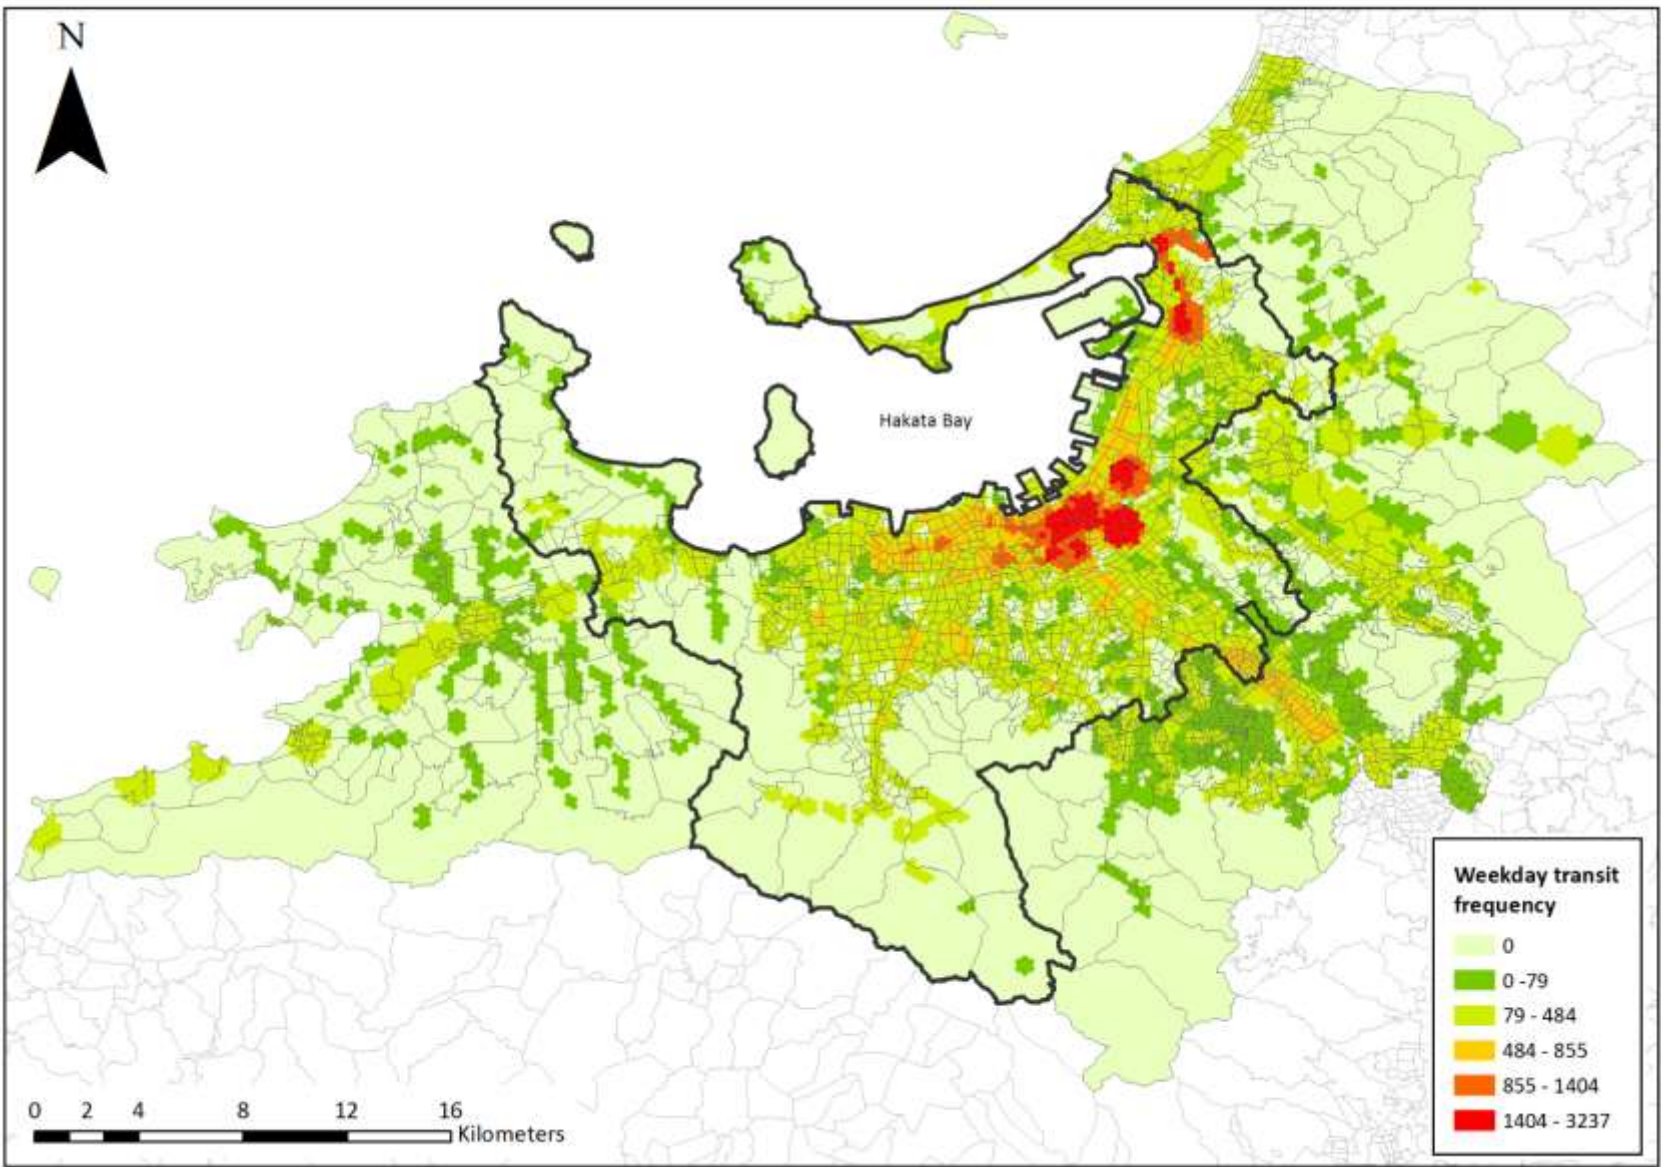 N
Hakata Bay
Weekday transit
frequency
0
0 -79
79 - 484
484 - 855
855 - 1404
1404 - 3237
0 2 4 8 12 16
Kilometers